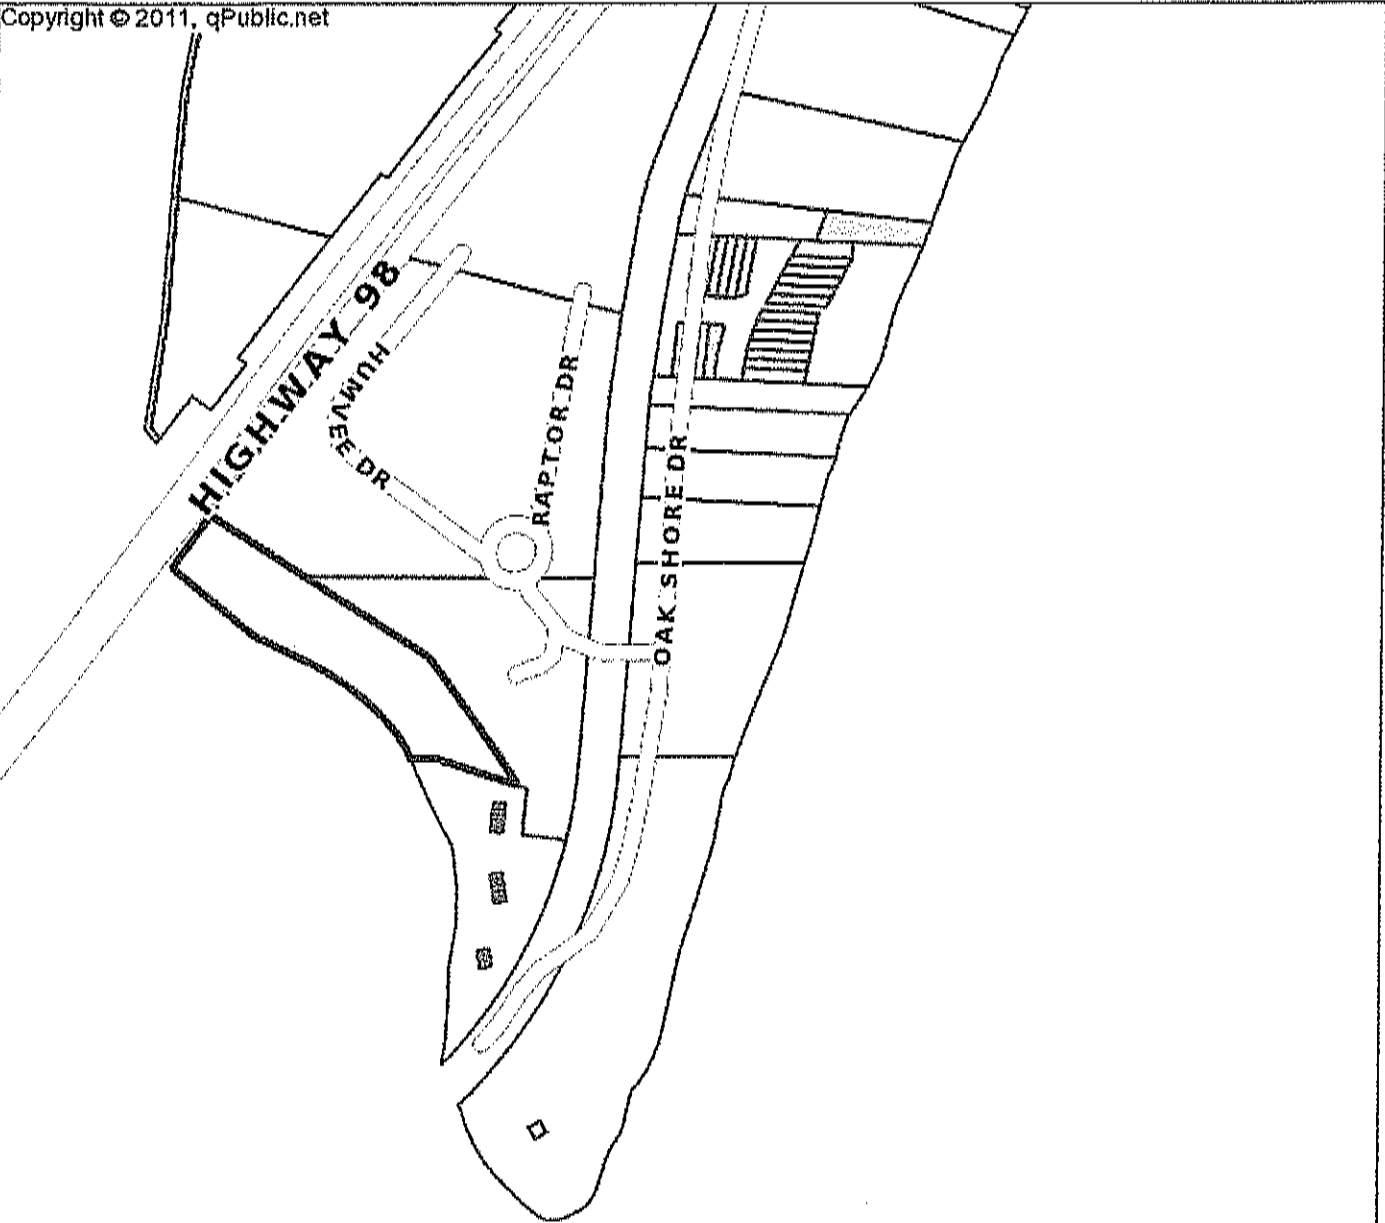 Copyright © 2011, qPublic.net
HIGHWAY 98
HUMVEE DR
RAPTOR DR
OAK SHORE DR